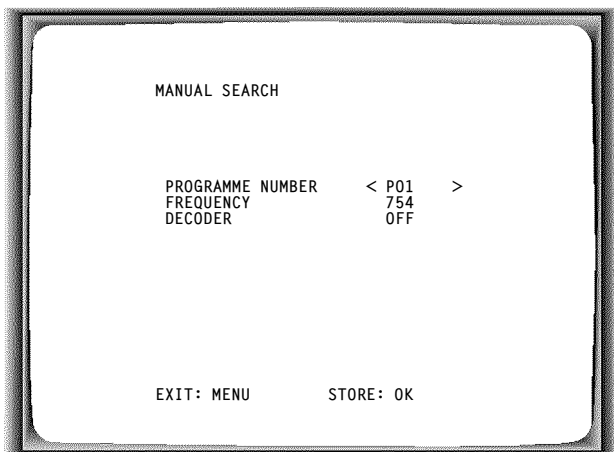 MANUAL SEARCH
PROGRAMME NUMBER < P01 >
FREQUENCY 754
DECODER OFF
EXIT: MENU STORE: OK